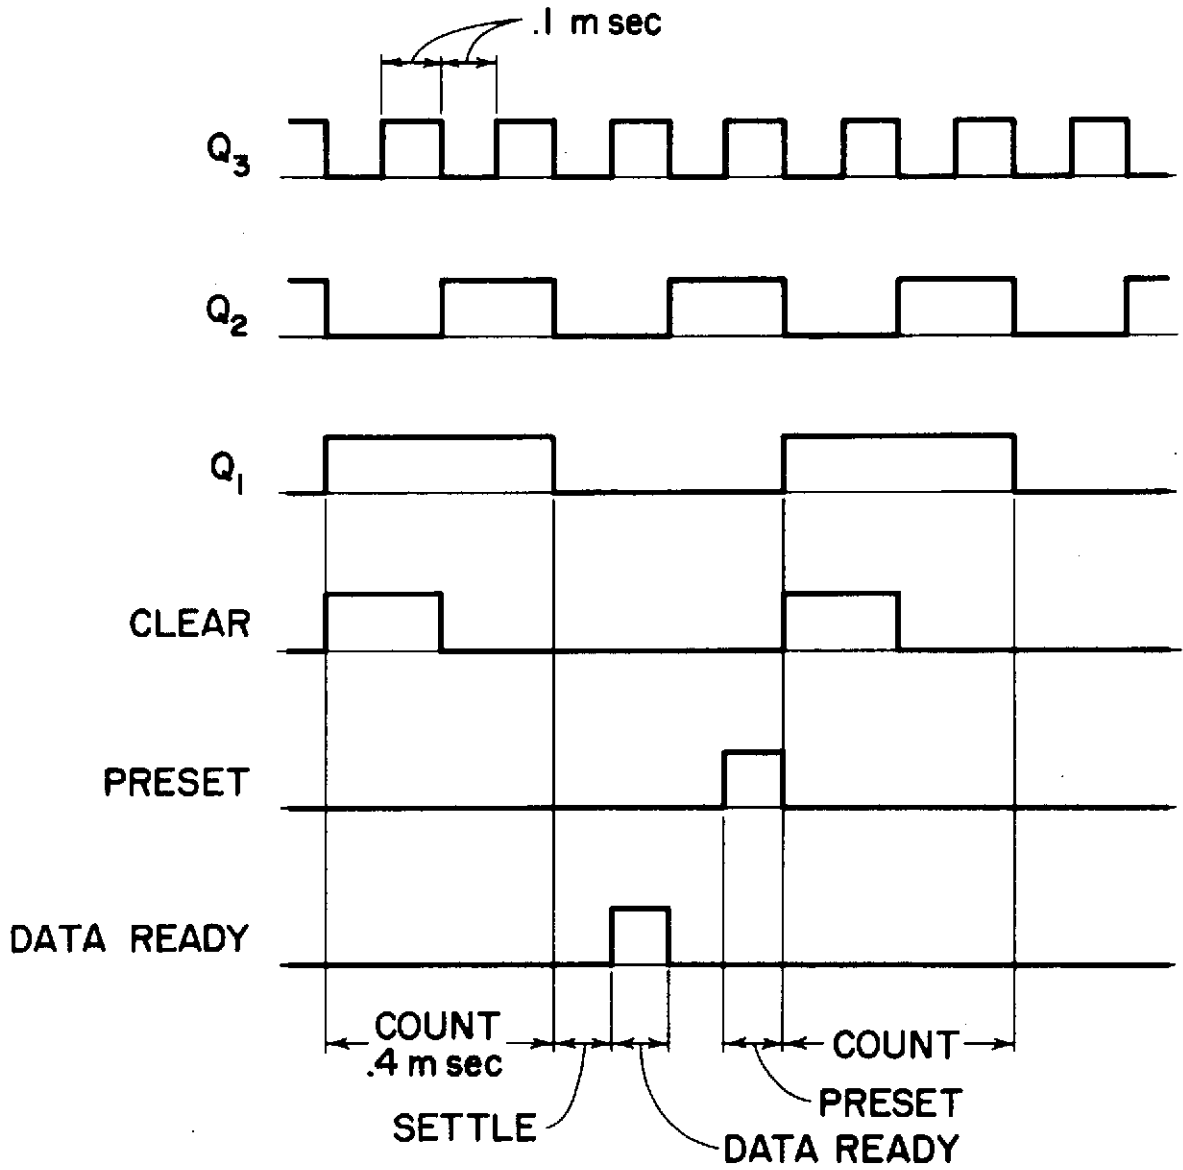 .1 m sec
Q3
Q2
Q1
CLEAR
PRESET
DATA READY
COUNT
.4 m sec
COUNT
PRESET
SETTLE
DATA READY